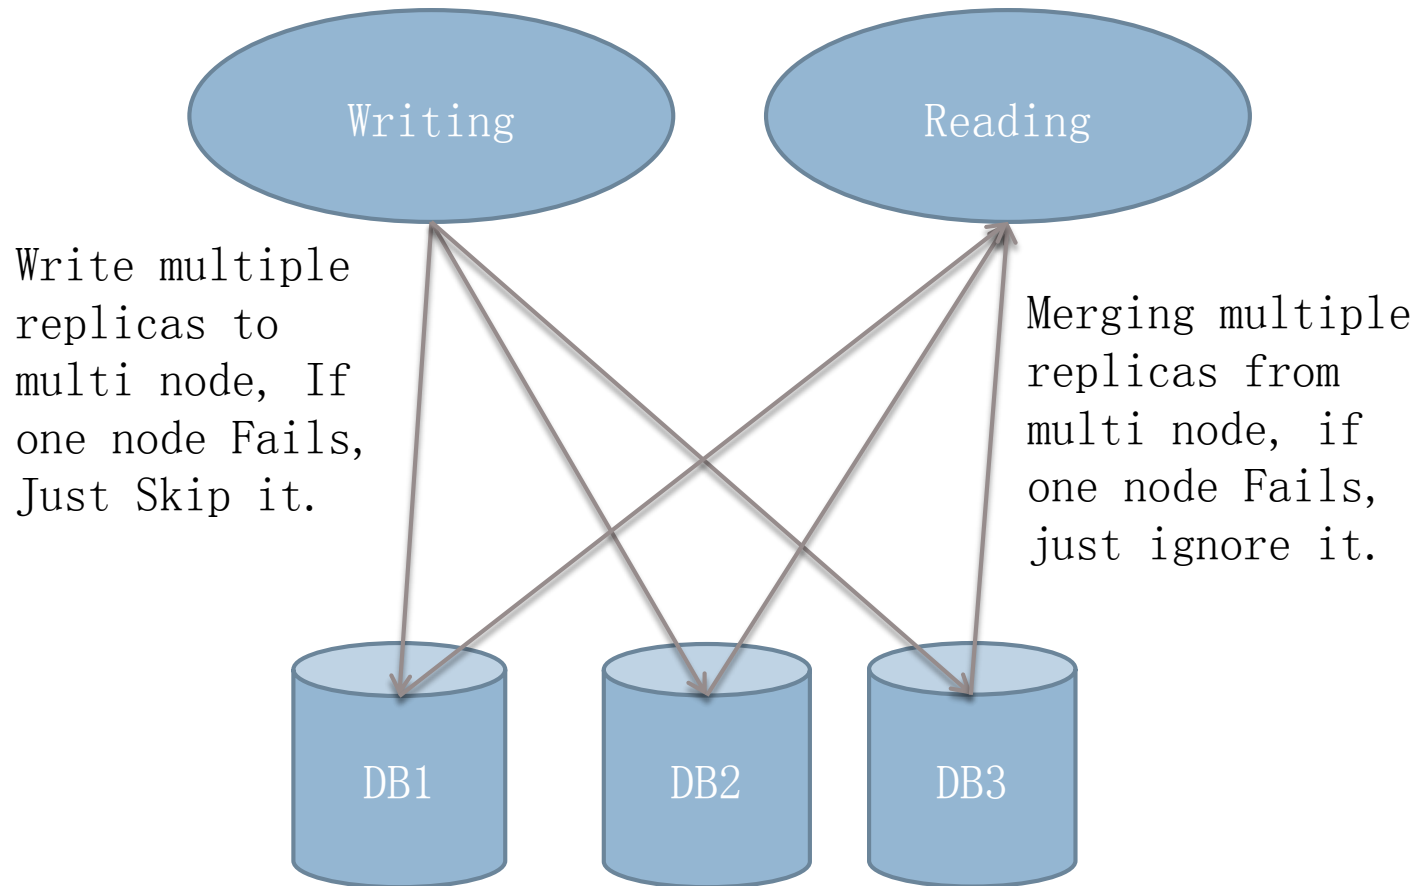 Writing
Reading
Write multiple
replicas to
multi node, If
one node Fails,
Just Skip it.
Merging multiple
replicas from
multi node, if
one node Fails,
just ignore it.
DB1
DB2
DB3